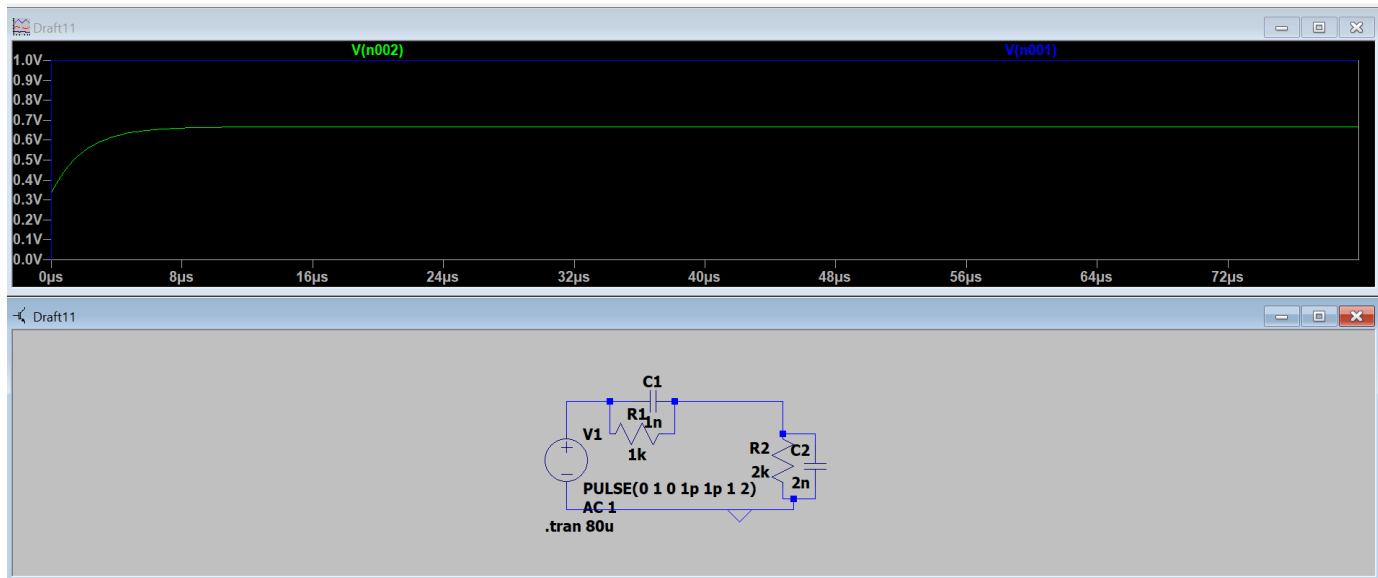 Draft11
V(n002) V(n001)
1.0V
0.9V
0.8V
0.7V
0.6V
0.5V
0.4V
0.3V
0.2V
0.1V
0.0V
0µs 8µs 16µs 24µs 32µs 40µs 48µs 56µs 64µs 72µs
Draft11
C1
1n
R1
1k
V1
PULSE(0 1 0 1p 1p 1 2)
AC 1
.tran 80u
R2
2k
C2
2n